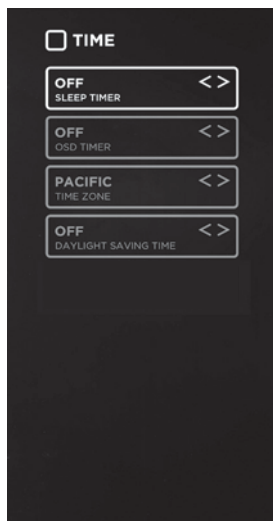 TIME
OFF < >
SLEEP TIMER
OFF < >
OSD TIMER
PACIFIC < >
TIME ZONE
OFF < >
DAYLIGHT SAVING TIME